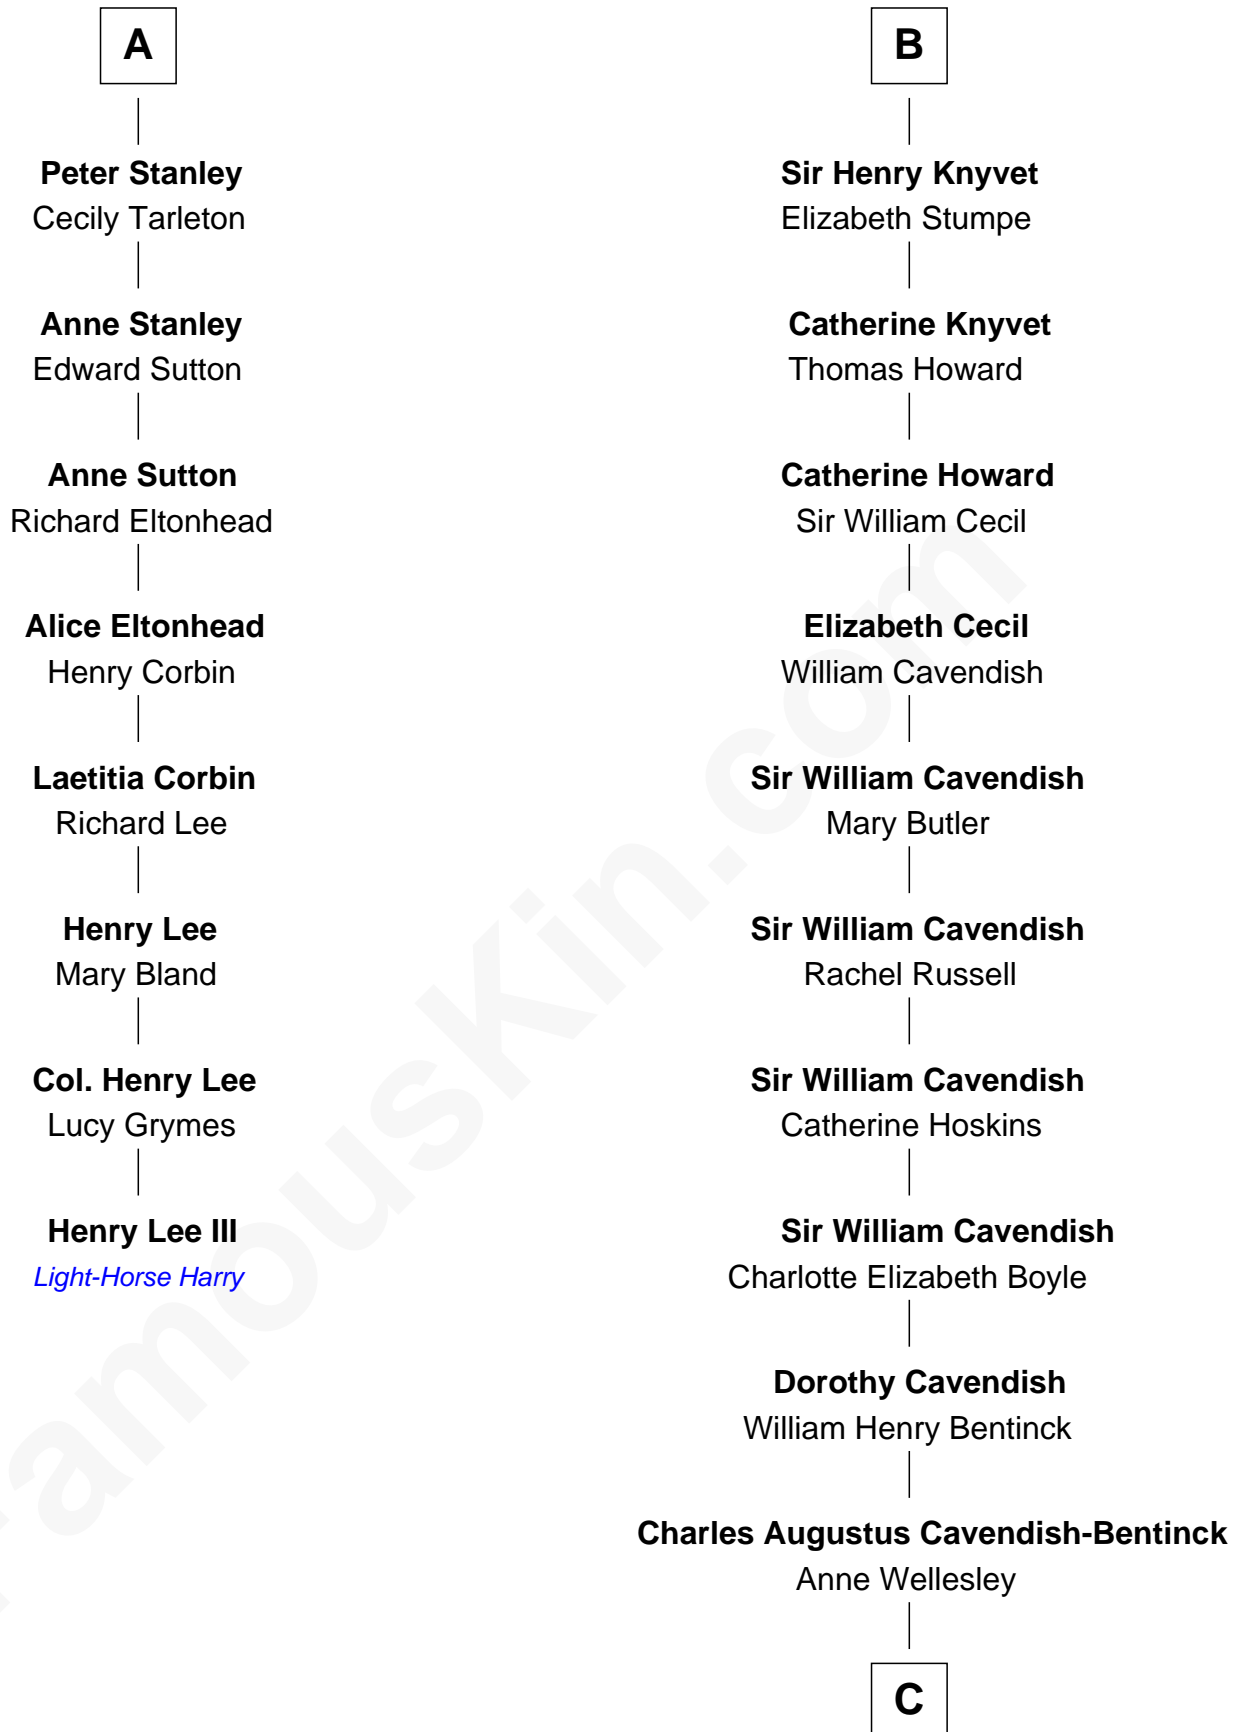 A
Peter Stanley
Cecily Tarleton
Anne Stanley
Edward Sutton
Anne Sutton
Richard Eltonhead
Alice Eltonhead
Henry Corbin
Laetitia Corbin
Richard Lee
Henry Lee
Mary Bland
Col. Henry Lee
Lucy Grymes
Henry Lee III
Light-Horse Harry
B
Sir Henry Knyvet
Elizabeth Stumpe
Catherine Knyvet
Thomas Howard
Catherine Howard
Sir William Cecil
Elizabeth Cecil
William Cavendish
Sir William Cavendish
Mary Butler
Sir William Cavendish
Rachel Russell
Sir William Cavendish
Catherine Hoskins
Sir William Cavendish
Charlotte Elizabeth Boyle
Dorothy Cavendish
William Henry Bentinck
Charles Augustus Cavendish-Bentinck
Anne Wellesley
C
FamousKin.com